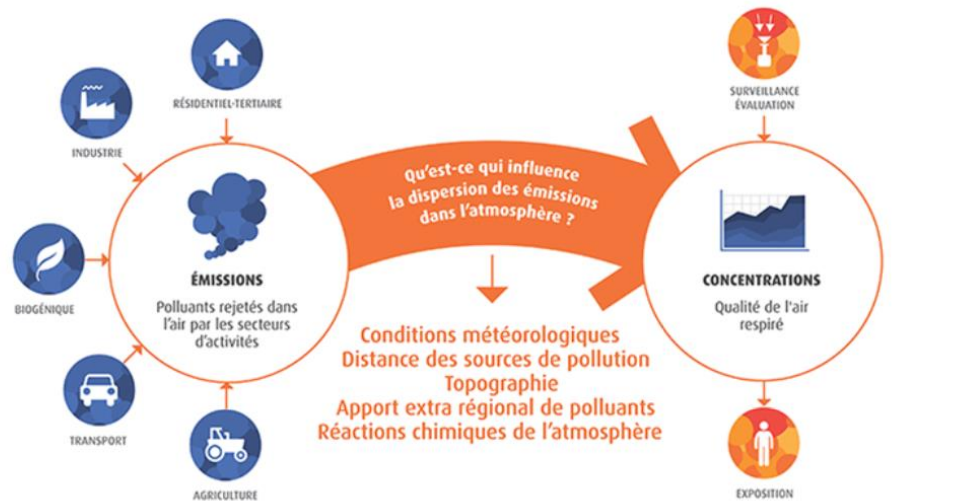 RÉSIDENTIEL-TERTIAIRE
INDUSTRIE
BIOGÉNIQUE
TRANSPORT
AGRICULTURE
ÉMISSIONS
Polluants rejetés dans
l'air par les secteurs
d'activités
Qu'est-ce qui influence
la dispersion des émissions
dans l'atmosphère ?
Conditions météorologiques
Distance des sources de pollution
Topographie
Apport extra régional de polluants
Réactions chimiques de l'atmosphère
SURVEILLANCE
ÉVALUATION
CONCENTRATIONS
Qualité de l'air
respiré
EXPOSITION